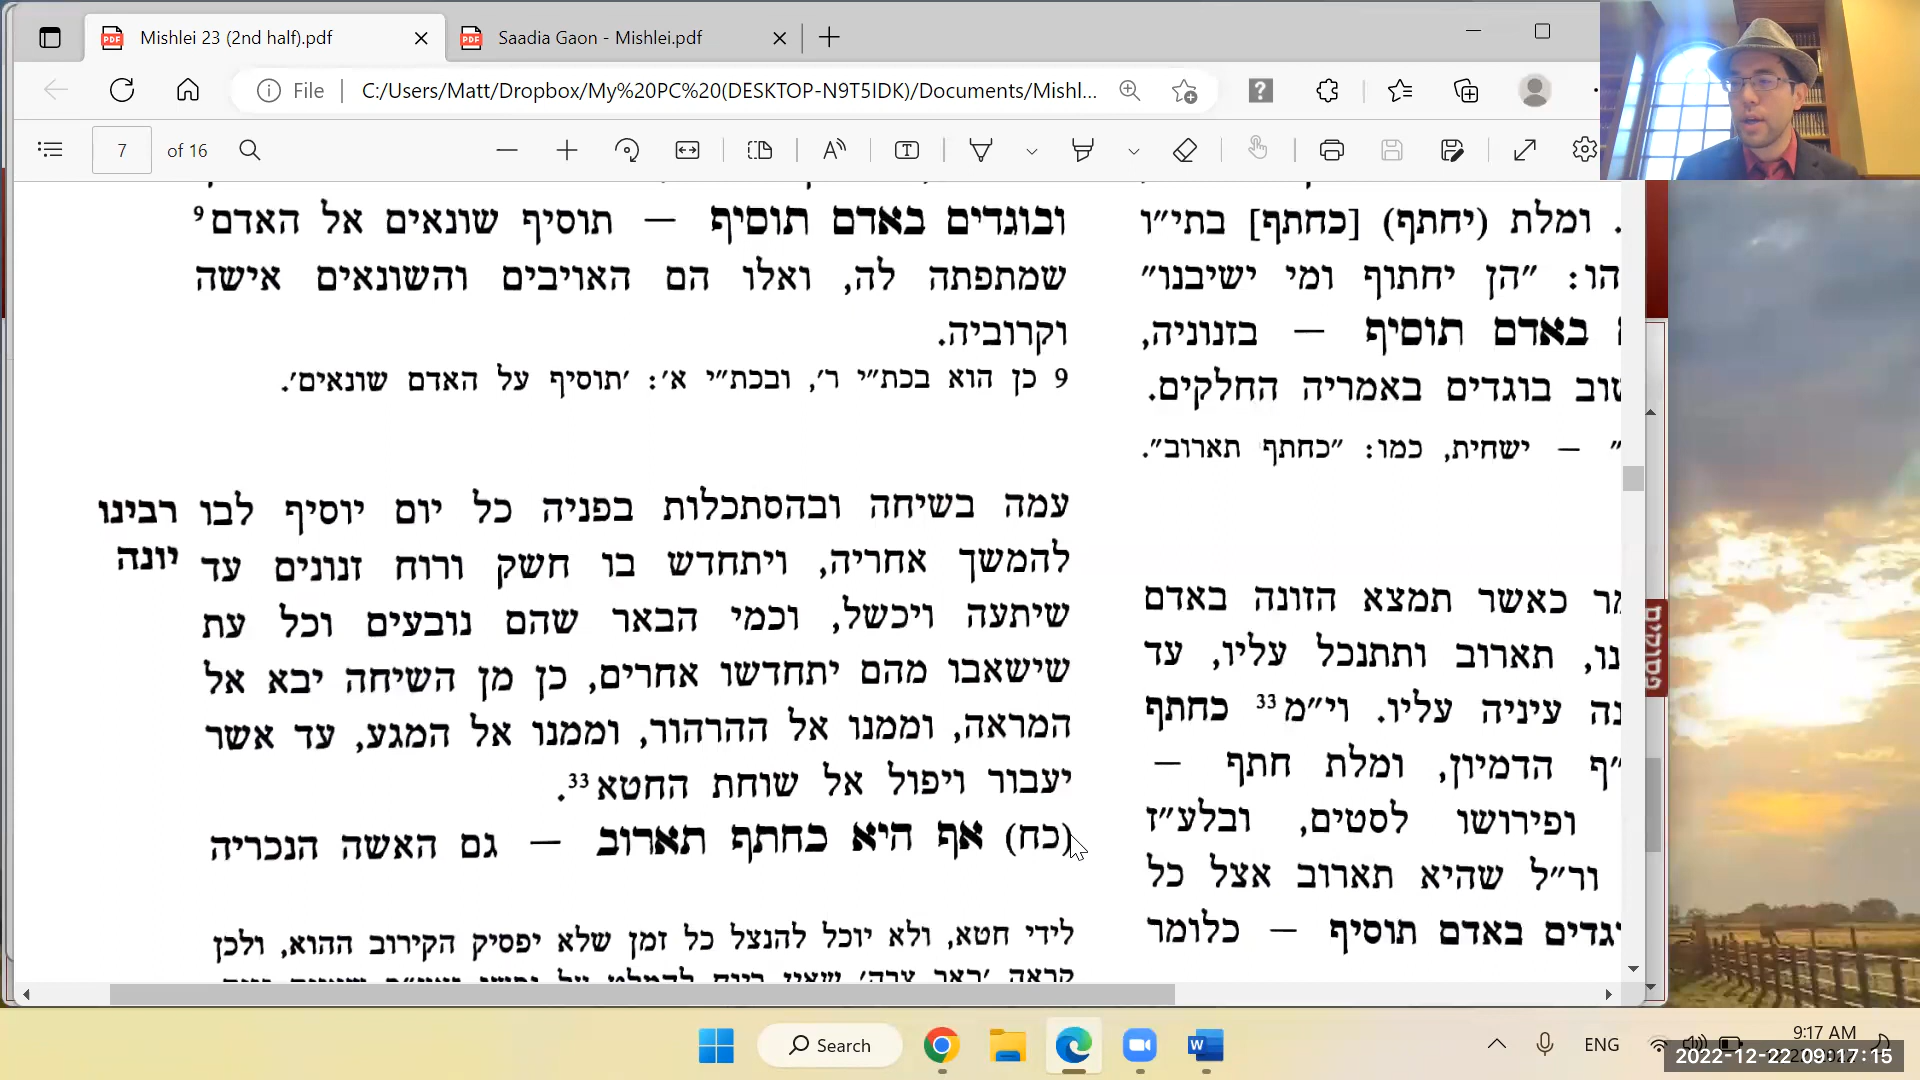 Mishlei 23 (2nd half).pdf
Saadia Gaon - Mishlei.pdf
File
C:/Users/Matt/Dropbox/My%20PC%20(DESKTOP-N9T5IDK)/Documents/Mishl...
7 of 16
ובוגדים באדם תוסיף — תוסיף שונאים אל האדם⁹
שמתפתה לה, ואלו הם האויבים והשונאים אישה
וקרוביה.
9 כן הוא בכת״י ר׳, ובכת״י א׳: ׳תוסיף על האדם שונאים׳.
רבינו
יונה
עמה בשיחה ובהסתכלות בפניה כל יום יוסיף לבו
להמשך אחריה, ויתחדש בו חשק ורוח זנונים עד
שיתעה ויכשל, וכמי הבאר שהם נובעים וכל עת
שישאבו מהם יתחדשו אחרים, כן מן השיחה יבא אל
המראה, וממנו אל ההרהור, וממנו אל המגע, עד אשר
יעבור ויפול אל שוחת החטא³³.
(כח) אף היא כחתף תארוב — גם האשה הנכריה
לידי חטא, ולא יוכל להנצל כל זמן שלא יפסיק הקירוב ההוא, ולכן
. ומלת (יחתף) [כחתף] בתי״ו
הו: ״הן יחתוף ומי ישיבנו״
באדם תוסיף — בזנוניה,
שוב בוגדים באמריה החלקים.
״ — ישחית, כמו: ״כחתף תארוב״.
מר כאשר תמצא הזונה באדם
נו, תארוב ותתנכל עליו, עד
נה עיניה עליו. וי״מ³³ כחתף
״ף הדמיון, ומלת חתף —
ופירושו לסטים, ובלע״ז
ור״ל שהיא תארוב אצל כל
גדים באדם תוסיף — כלומר
פסוקים
Search
ENG
9:17 AM
2022-12-22 09:17:15